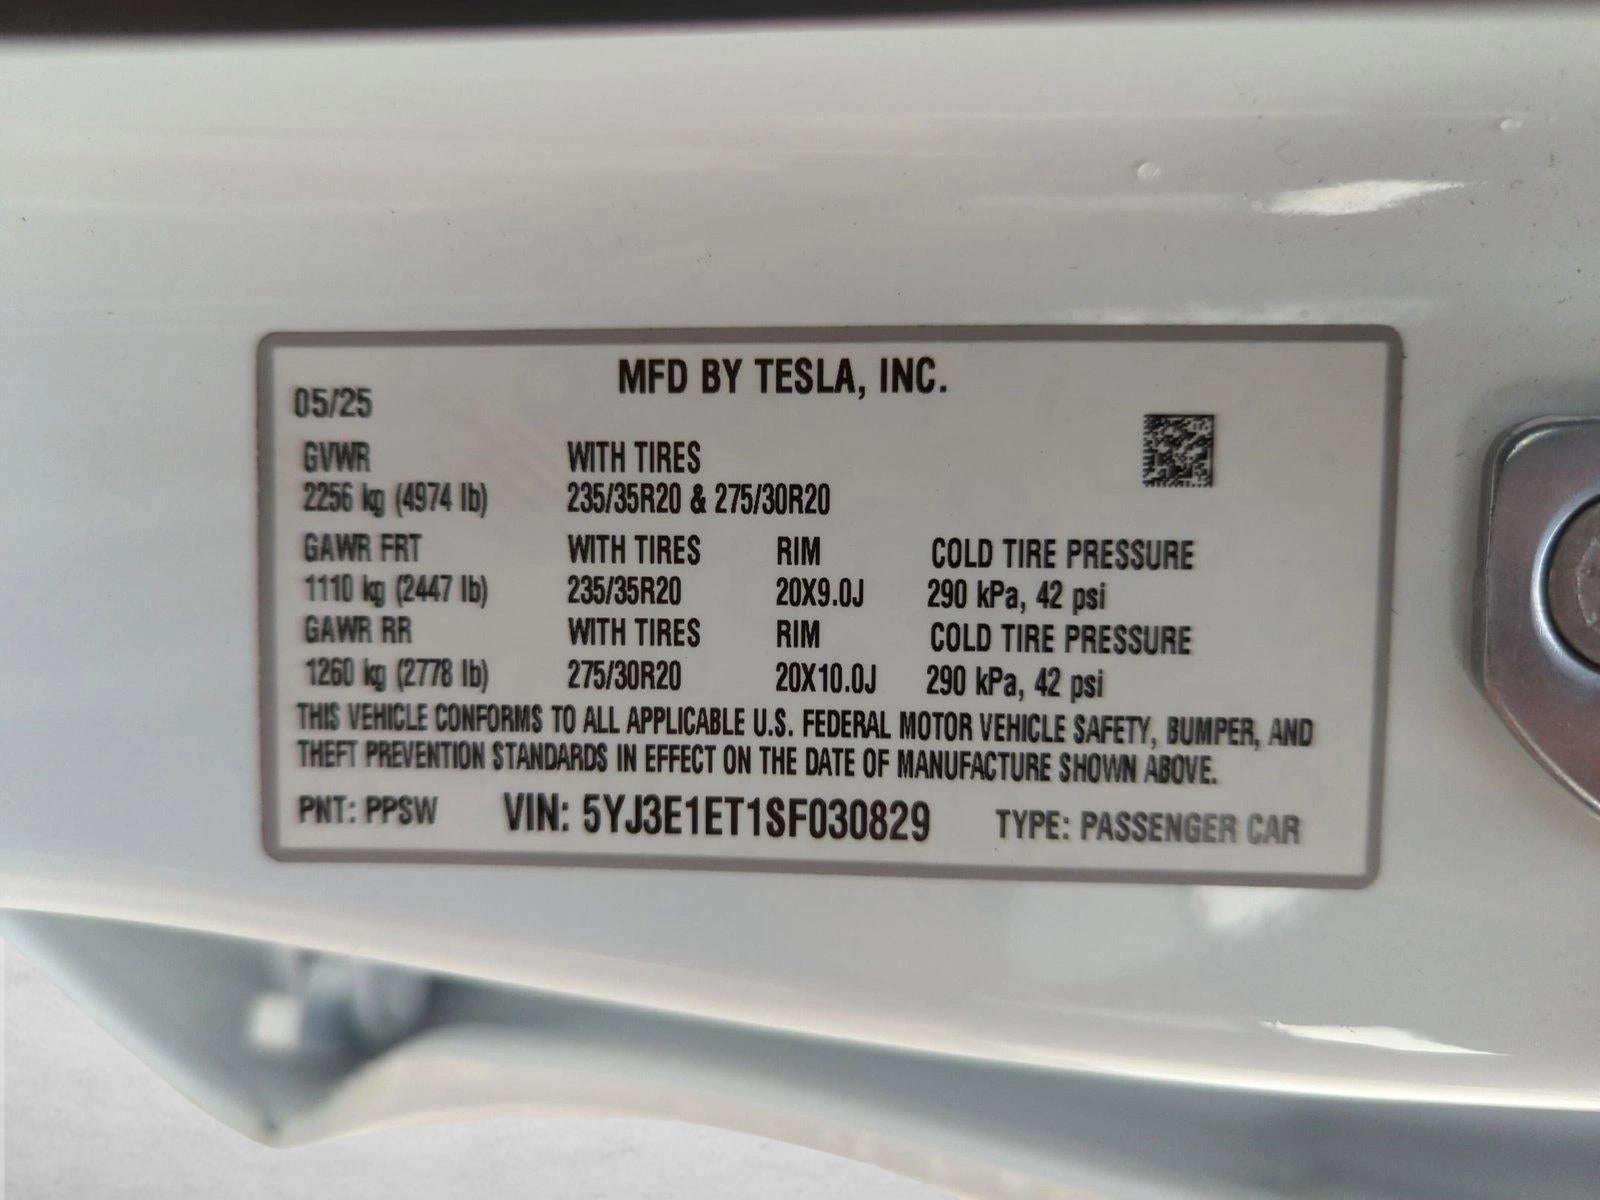 MFD BY TESLA, INC.
05/25
GVWR WITH TIRES
2256 kg (4974 lb) 235/35R20 & 275/30R20
GAWR FRT WITH TIRES RIM COLD TIRE PRESSURE
1110 kg (2447 lb) 235/35R20 20X9.0J 290 kPa, 42 psi
GAWR RR WITH TIRES RIM COLD TIRE PRESSURE
1260 kg (2778 lb) 275/30R20 20X10.0J 290 kPa, 42 psi
THIS VEHICLE CONFORMS TO ALL APPLICABLE U.S. FEDERAL MOTOR VEHICLE SAFETY, BUMPER, AND
THEFT PREVENTION STANDARDS IN EFFECT ON THE DATE OF MANUFACTURE SHOWN ABOVE.
PNT: PPSW VIN: 5YJ3E1ET1SF030829 TYPE: PASSENGER CAR